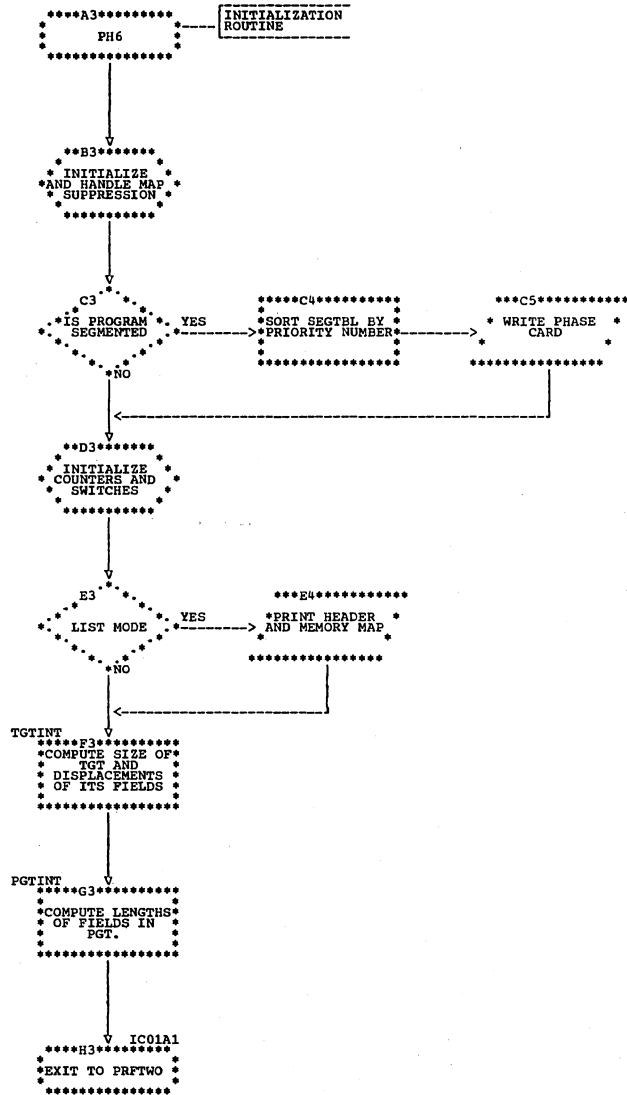 A3
PH6
INITIALIZATION
ROUTINE
B3
INITIALIZE
AND HANDLE MAP
SUPPRESSION
C3
IS PROGRAM
SEGMENTED
YES
NO
C4
SORT SEGTBL BY
PRIORITY NUMBER
C5
WRITE PHASE
CARD
D3
INITIALIZE
COUNTERS AND
SWITCHES
E3
LIST MODE
YES
NO
E4
PRINT HEADER
AND MEMORY MAP
TGTINT
F3
COMPUTE SIZE OF
TGT AND
DISPLACEMENTS
OF ITS FIELDS
PGTINT
G3
COMPUTE LENGTHS
OF FIELDS IN
PGT.
IC01A1
H3
EXIT TO PRFTWO